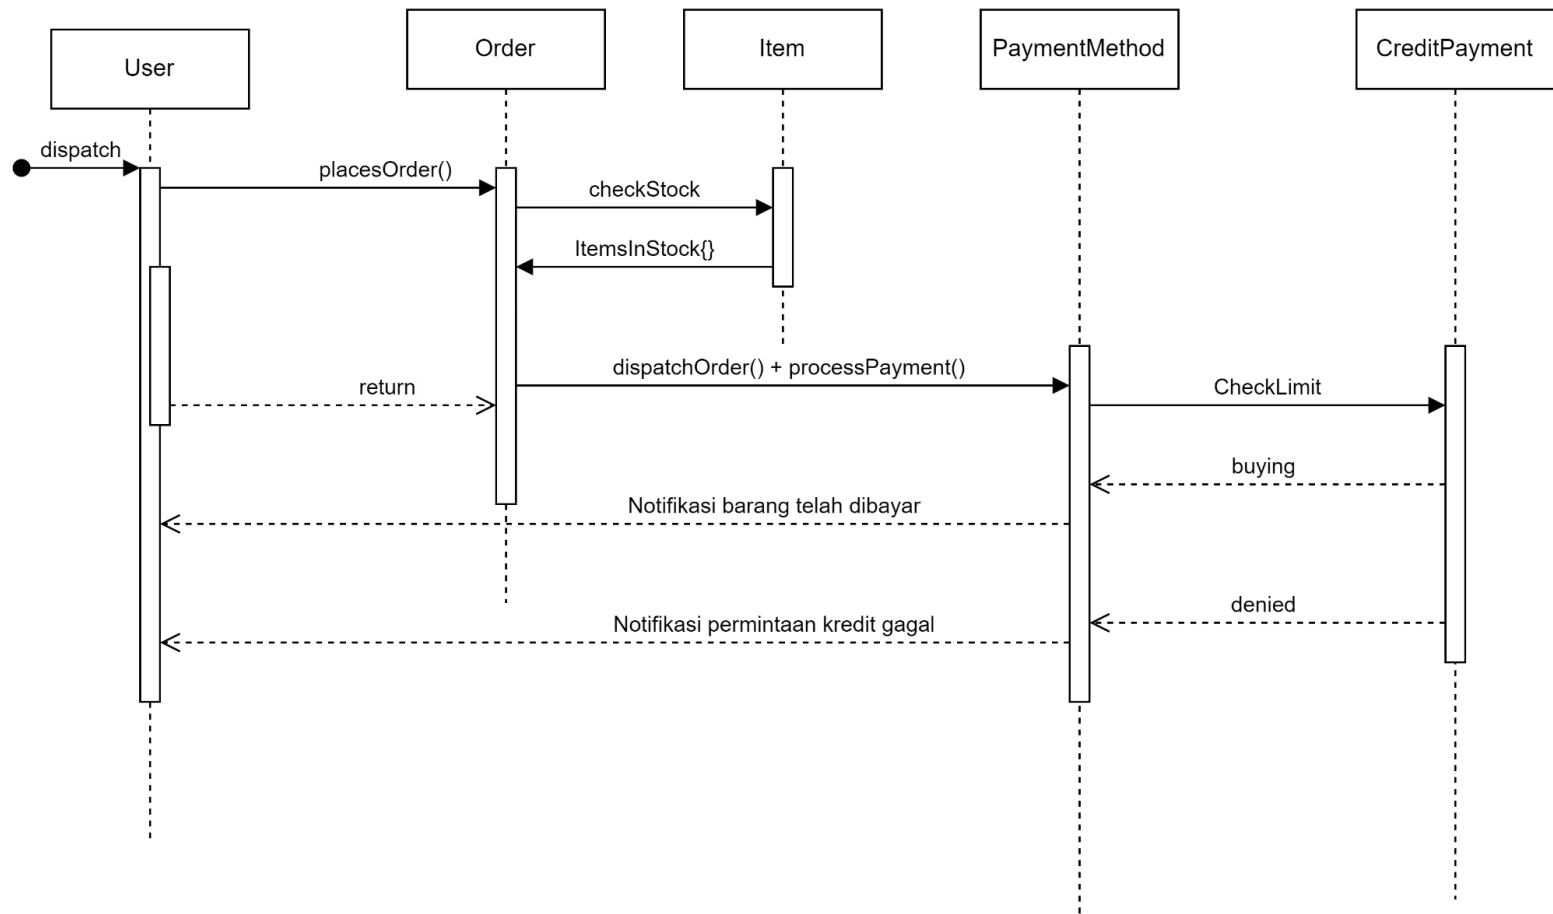 User
Order
Item
PaymentMethod
CreditPayment
dispatch
placesOrder()
checkStock
ItemsInStock{}
dispatchOrder() + processPayment()
return
CheckLimit
buying
Notifikasi barang telah dibayar
denied
Notifikasi permintaan kredit gagal